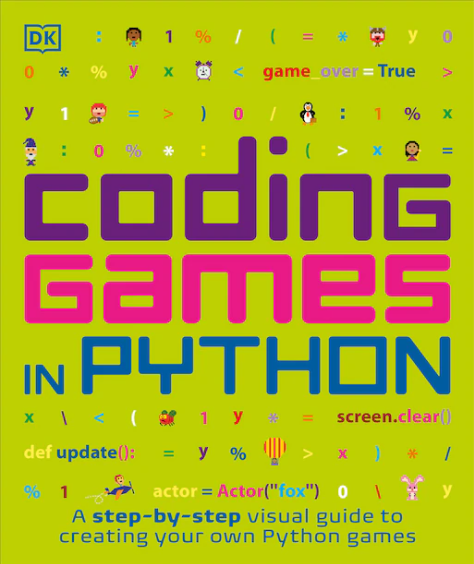 DK : 1 % / ( = * y 0
0 * % y x < game_over = True >
y 1 = > ) 0 / : 1 % x
: 0 % * : ( > x =
coding
games
IN PYTHON
x \ < ( 1 y * = screen.clear()
def update(): = y % > x ) * /
% 1 actor = Actor("fox") 0 \ y
A step-by-step visual guide to
creating your own Python games